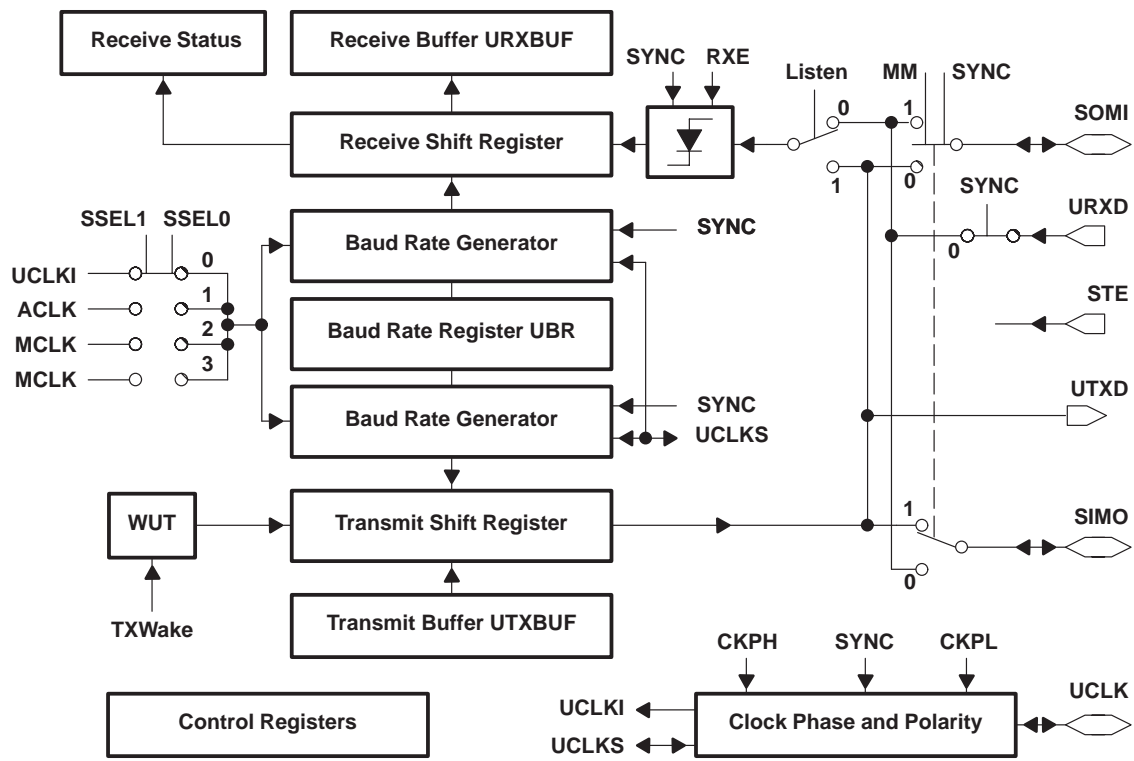 Receive Status
Receive Buffer URXBUF
SYNC RXE
Listen
MM
SYNC
SOMI
0
1
Receive Shift Register
1
0
SYNC
URXD
0
SSEL1 SSEL0
Baud Rate Generator
SYNC
UCLKI
0
ACLK
1
STE
MCLK
2
Baud Rate Register UBR
MCLK
3
Baud Rate Generator
SYNC
UCLKS
UTXD
WUT
Transmit Shift Register
1
SIMO
0
TXWake
Transmit Buffer UTXBUF
CKPH
SYNC
CKPL
UCLK
Control Registers
UCLKI
UCLKS
Clock Phase and Polarity